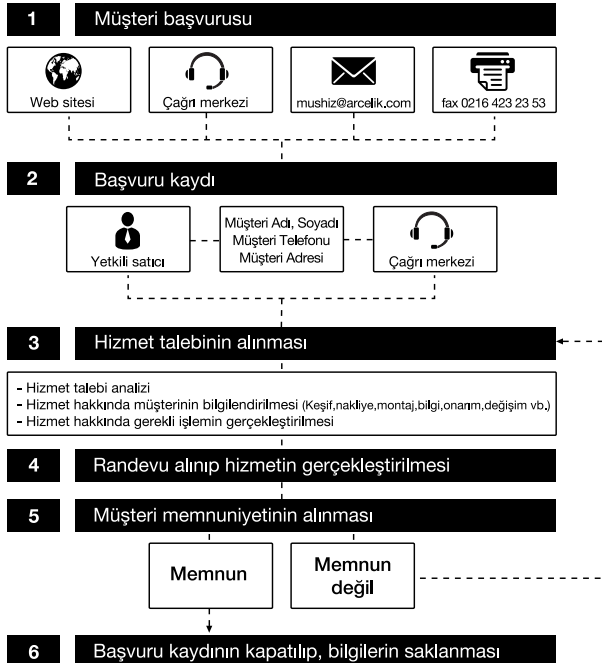 1 Müşteri başvurusu
Web sitesi
Çağrı merkezi
mushiz@arcelik.com
fax 0216 423 23 53
2 Başvuru kaydı
Yetkili satıcı
Müşteri Adı, Soyadı
Müşteri Telefonu
Müşteri Adresi
Çağrı merkezi
3 Hizmet talebinin alınması
- Hizmet talebi analizi
- Hizmet hakkında müşterinin bilgilendirilmesi (Keşif,nakliye,montaj,bilgi,onarım,değişim vb.)
- Hizmet hakkında gerekli işlemin gerçekleştirilmesi
4 Randevu alınıp hizmetin gerçekleştirilmesi
5 Müşteri memnuniyetinin alınması
Memnun
Memnun
değil
6 Başvuru kaydının kapatılıp, bilgilerin saklanması